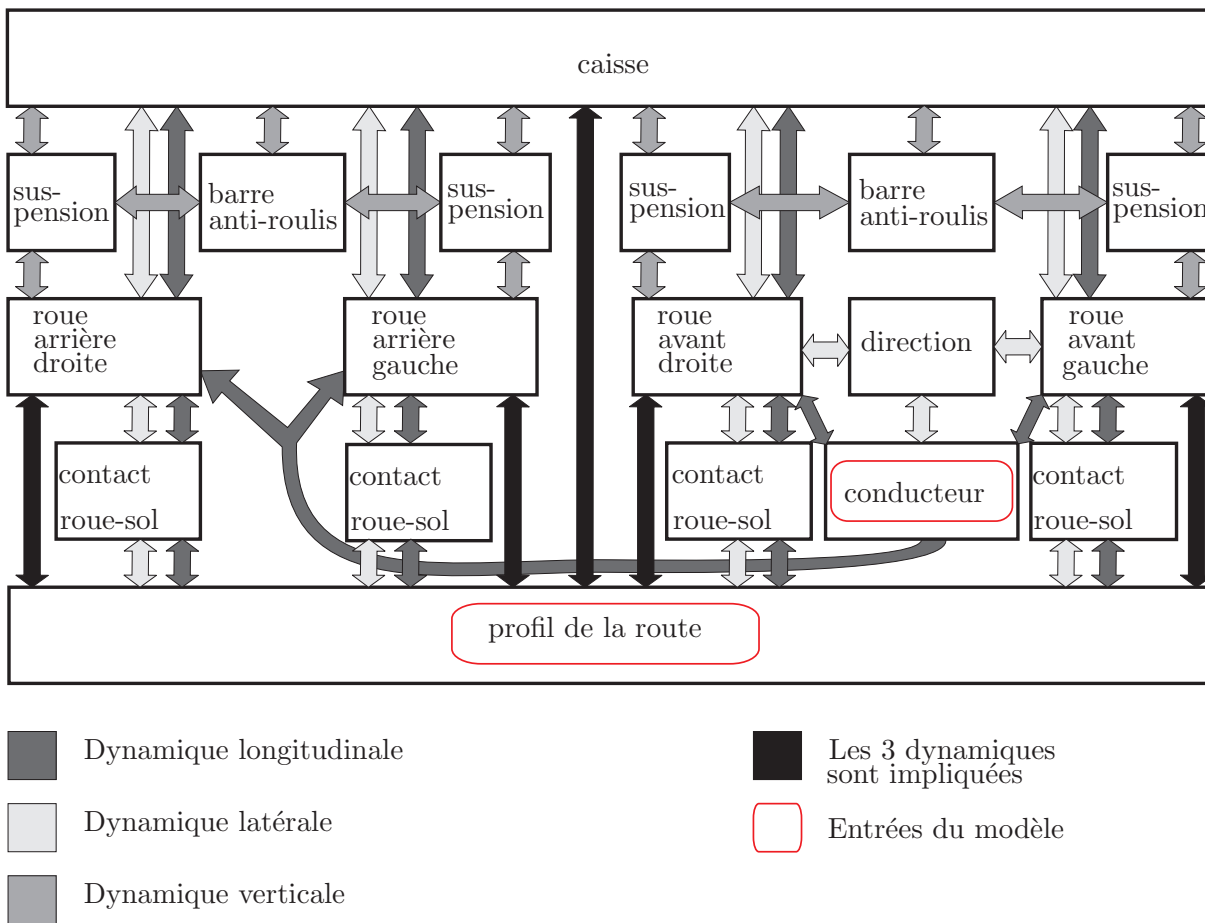 caisse
sus-
pension
barre
anti-roulis
sus-
pension
sus-
pension
barre
anti-roulis
sus-
pension
roue
arrière
droite
roue
arrière
gauche
roue
avant
droite
direction
roue
avant
gauche
contact
roue-sol
contact
roue-sol
contact
roue-sol
conducteur
contact
roue-sol
profil de la route
Dynamique longitudinale
Dynamique latérale
Dynamique verticale
Les 3 dynamiques
sont impliquées
Entrées du modèle